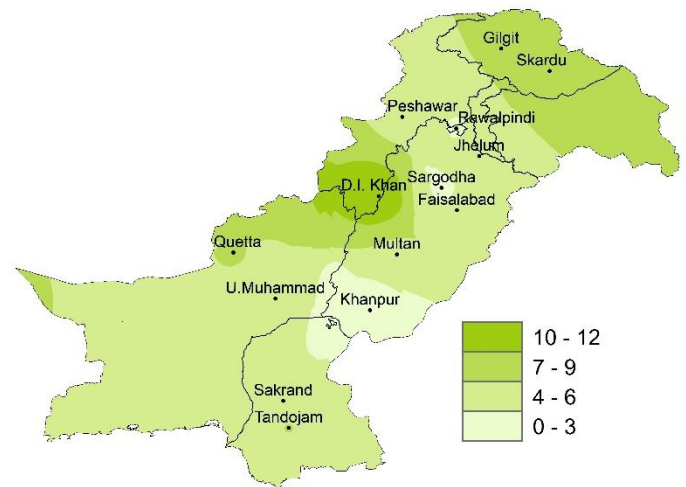 Gilgit
Skardu
Peshawar
Rawalpindi
Jhelum
Sargodha
D.I. Khan
Faisalabad
Quetta
Multan
U.Muhammad
Khanpur
10 - 12
7 - 9
4 - 6
0 - 3
Sakrand
Tandojam